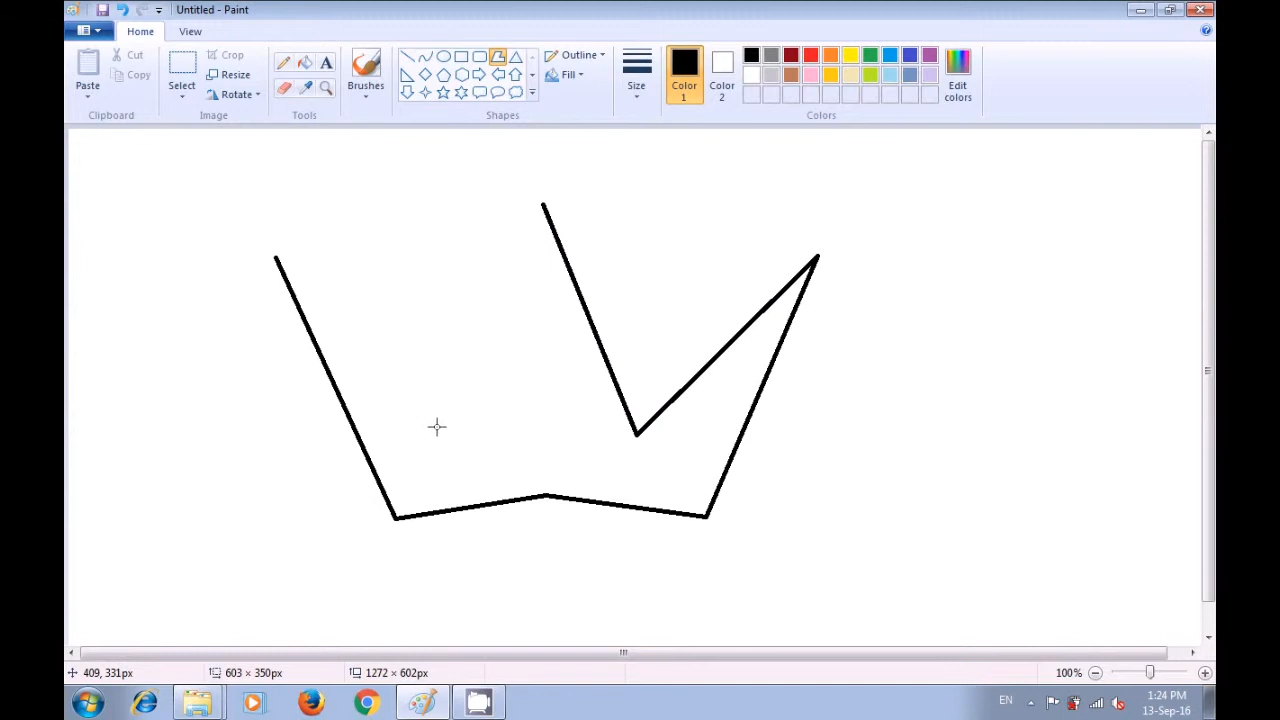 Untitled - Paint
Home View
Paste
Cut
Copy
Clipboard
Select
Crop
Resize
Rotate
Image
A
Tools
Brushes
Shapes
Outline
Fill
Size
Color 1
Color 2
Edit colors
Colors
409, 331px 603 × 350px 1272 × 602px 100%
EN 1:24 PM
13-Sep-16